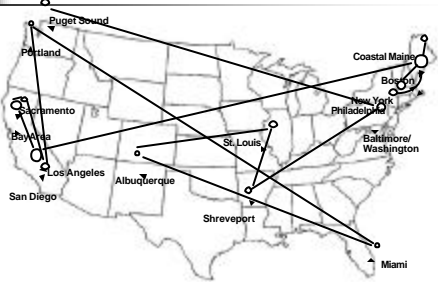 Puget Sound
Portland
Coastal Maine
Boston
New York
Sacramento
Philadelphia
Bay Area
St. Louis
Baltimore/
Washington
Los Angeles
Albuquerque
San Diego
Shreveport
Miami